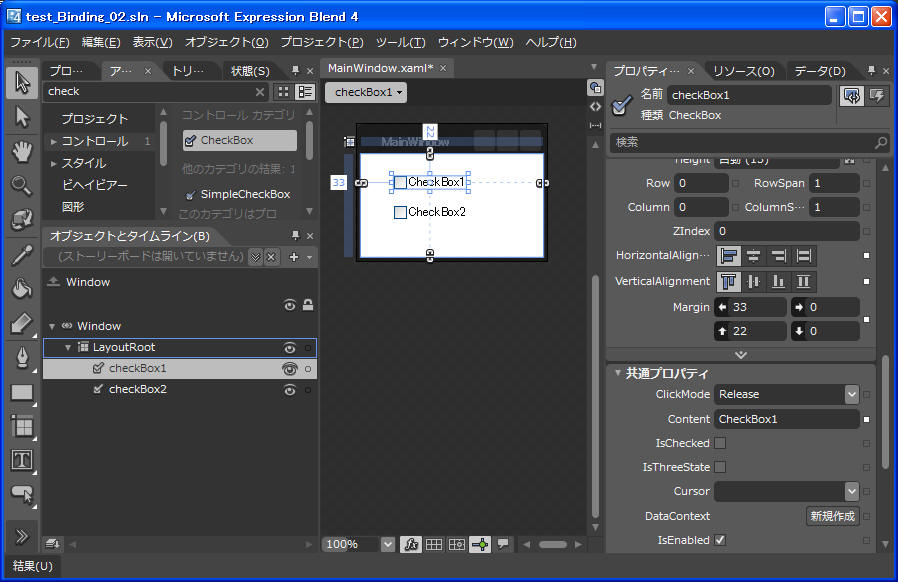 test_Binding_02.sln - Microsoft Expression Blend 4
ファイル(F) 編集(E) 表示(V) オブジェクト(O) プロジェクト(P) ツール(T) ウィンドウ(W) ヘルプ(H)
プロ… ア… × トリ… 状態(S)
check
プロジェクト
コントロール 1
スタイル
ビヘイビアー
図形
コントロール カテゴリ
CheckBox
他のカテゴリの結果: 1
SimpleCheckBox
このカテゴリはプロ
オブジェクトとタイムライン(B)
(ストーリーボードは開いていません)
Window
Window
LayoutRoot
checkBox1
checkBox2
結果(U)
MainWindow.xaml* ×
checkBox1
MainWindow
22
33
CheckBox1
CheckBox2
100%
プロパティ… × リソース(O) データ(D)
名前 checkBox1
種類 CheckBox
検索
Height 自動 (15)
Row 0 RowSpan 1
Column 0 ColumnS… 1
ZIndex 0
HorizontalAlign…
VerticalAlignment
Margin 33 0
22 0
共通プロパティ
ClickMode Release
Content CheckBox1
IsChecked
IsThreeState
Cursor
DataContext 新規作成
IsEnabled